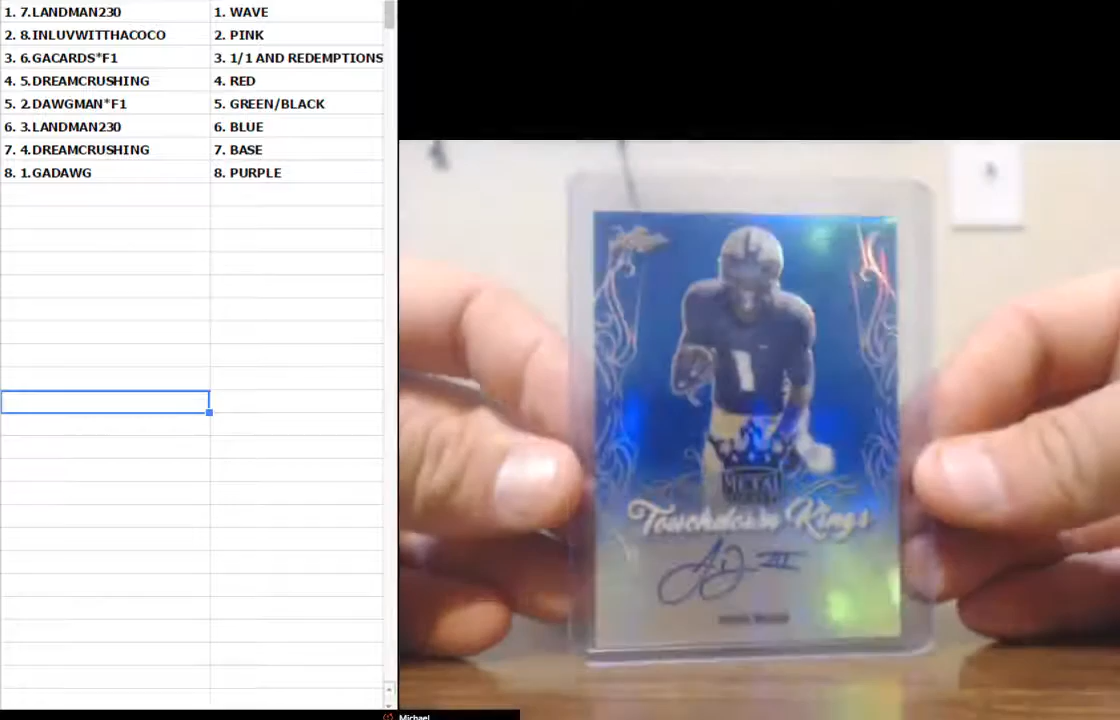 1. 7.LANDMAN230 1. WAVE
2. 8.INLUVWITTHACOCO 2. PINK
3. 6.GACARDS*F1 3. 1/1 AND REDEMPTIONS
4. 5.DREAMCRUSHING 4. RED
5. 2.DAWGMAN*F1 5. GREEN/BLACK
6. 3.LANDMAN230 6. BLUE
7. 4.DREAMCRUSHING 7. BASE
8. 1.GADAWG 8. PURPLE
1
METAL
Touchdown Kings
Michael